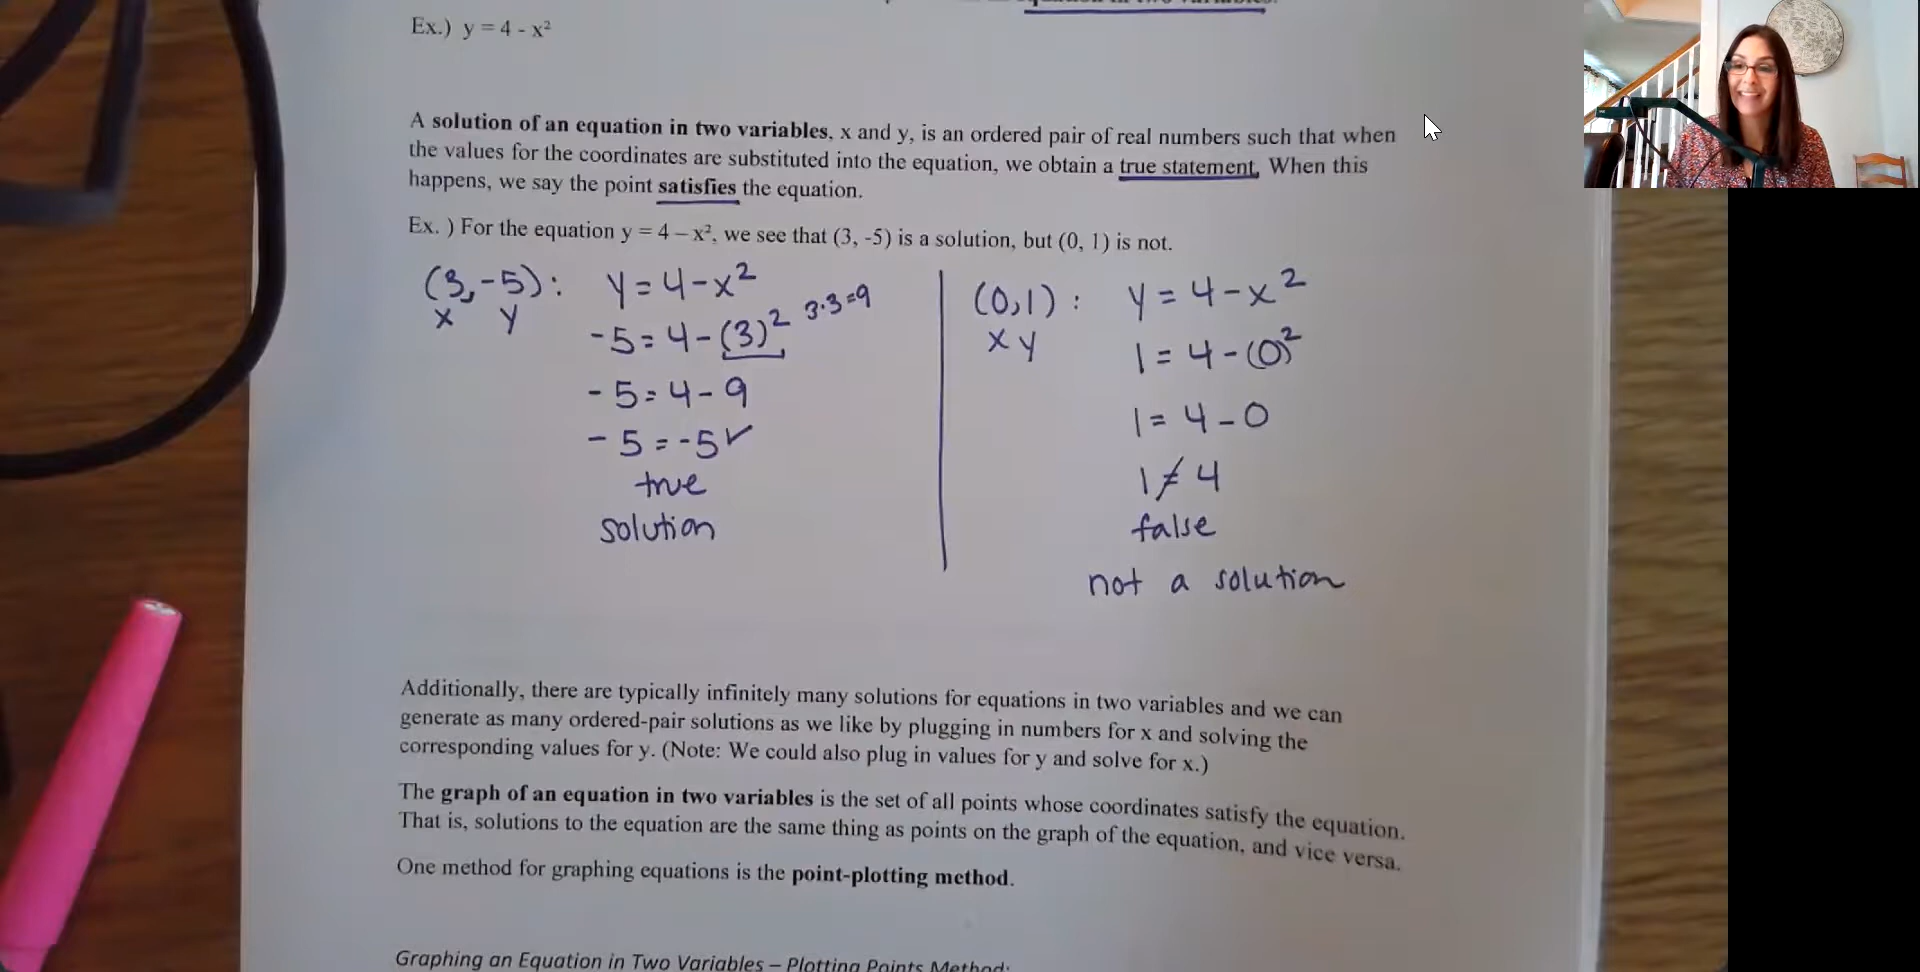 equation in two variables.
Ex.) y = 4 - x²
A solution of an equation in two variables, x and y, is an ordered pair of real numbers such that when
the values for the coordinates are substituted into the equation, we obtain a true statement. When this
happens, we say the point satisfies the equation.
Ex. ) For the equation y = 4 – x², we see that (3, -5) is a solution, but (0, 1) is not.
(3,-5): y = 4 - x²
x y
-5 = 4 - (3)² 3·3=9
-5 = 4 - 9
-5 = -5 ✓
true
solution
(0,1): y = 4 - x²
x y
1 = 4 - (0)²
1 = 4 - 0
1 ≠ 4
false
not a solution
Additionally, there are typically infinitely many solutions for equations in two variables and we can
generate as many ordered-pair solutions as we like by plugging in numbers for x and solving the
corresponding values for y. (Note: We could also plug in values for y and solve for x.)
The graph of an equation in two variables is the set of all points whose coordinates satisfy the equation.
That is, solutions to the equation are the same thing as points on the graph of the equation, and vice versa.
One method for graphing equations is the point-plotting method.
Graphing an Equation in Two Variables – Plotting Points Method: